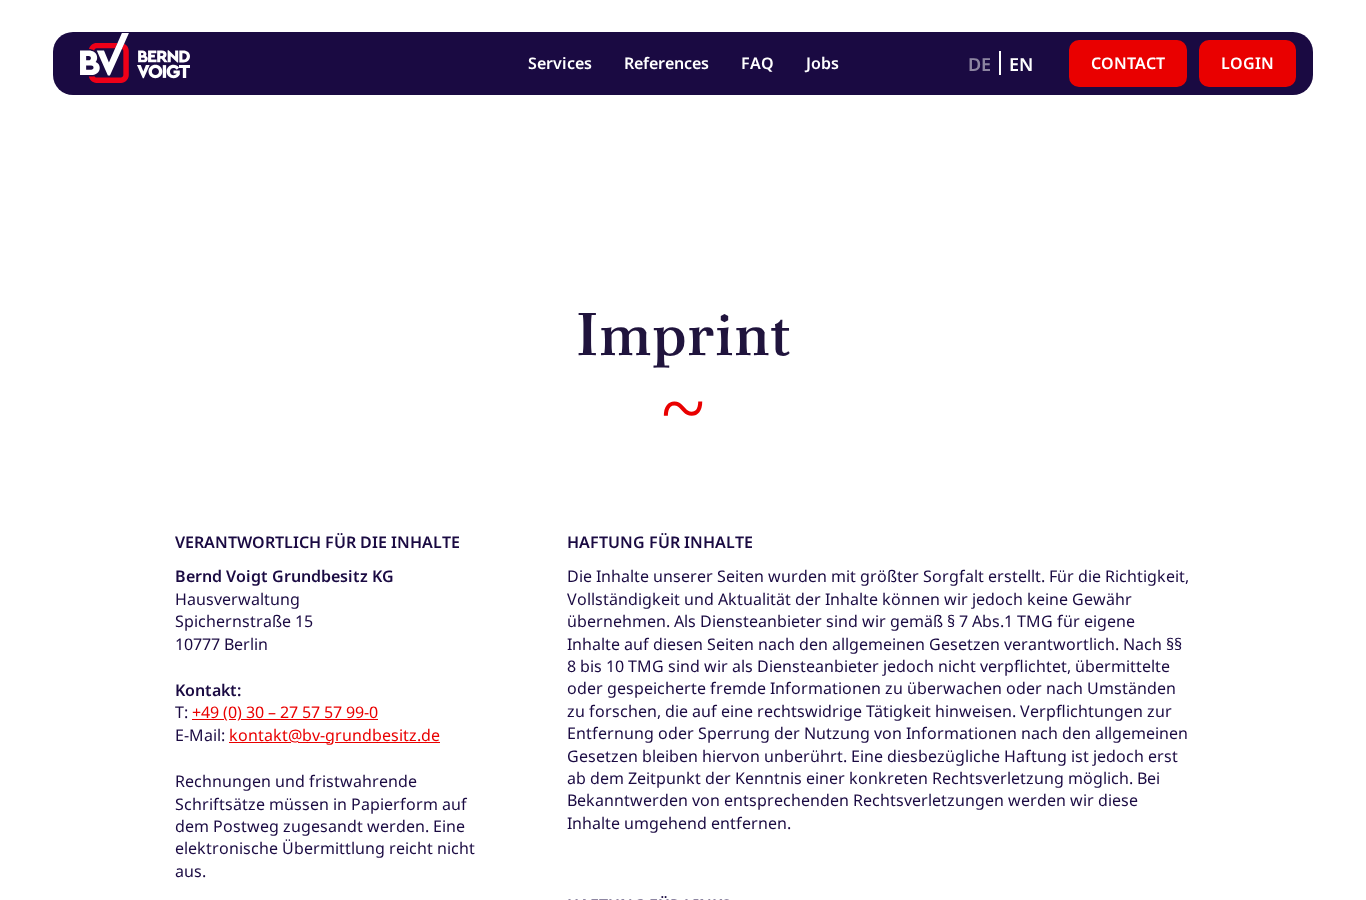 BV BERND VOIGT
Services References FAQ Jobs
DE EN
CONTACT LOGIN
Imprint
~
VERANTWORTLICH FÜR DIE INHALTE
Bernd Voigt Grundbesitz KG
Hausverwaltung
Spichernstraße 15
10777 Berlin
Kontakt:
T: +49 (0) 30 – 27 57 57 99-0
E-Mail: kontakt@bv-grundbesitz.de
Rechnungen und fristwahrende
Schriftsätze müssen in Papierform auf
dem Postweg zugesandt werden. Eine
elektronische Übermittlung reicht nicht
aus.
HAFTUNG FÜR INHALTE
Die Inhalte unserer Seiten wurden mit größter Sorgfalt erstellt. Für die Richtigkeit,
Vollständigkeit und Aktualität der Inhalte können wir jedoch keine Gewähr
übernehmen. Als Diensteanbieter sind wir gemäß § 7 Abs.1 TMG für eigene
Inhalte auf diesen Seiten nach den allgemeinen Gesetzen verantwortlich. Nach §§
8 bis 10 TMG sind wir als Diensteanbieter jedoch nicht verpflichtet, übermittelte
oder gespeicherte fremde Informationen zu überwachen oder nach Umständen
zu forschen, die auf eine rechtswidrige Tätigkeit hinweisen. Verpflichtungen zur
Entfernung oder Sperrung der Nutzung von Informationen nach den allgemeinen
Gesetzen bleiben hiervon unberührt. Eine diesbezügliche Haftung ist jedoch erst
ab dem Zeitpunkt der Kenntnis einer konkreten Rechtsverletzung möglich. Bei
Bekanntwerden von entsprechenden Rechtsverletzungen werden wir diese
Inhalte umgehend entfernen.